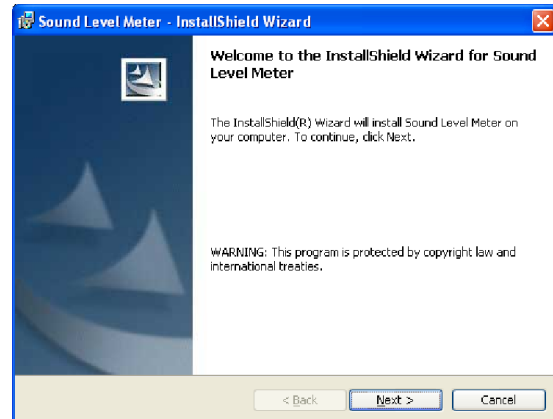 Sound Level Meter - InstallShield Wizard
Welcome to the InstallShield Wizard for Sound
Level Meter
The InstallShield(R) Wizard will install Sound Level Meter on
your computer. To continue, click Next.
WARNING: This program is protected by copyright law and
international treaties.
< Back
Next >
Cancel